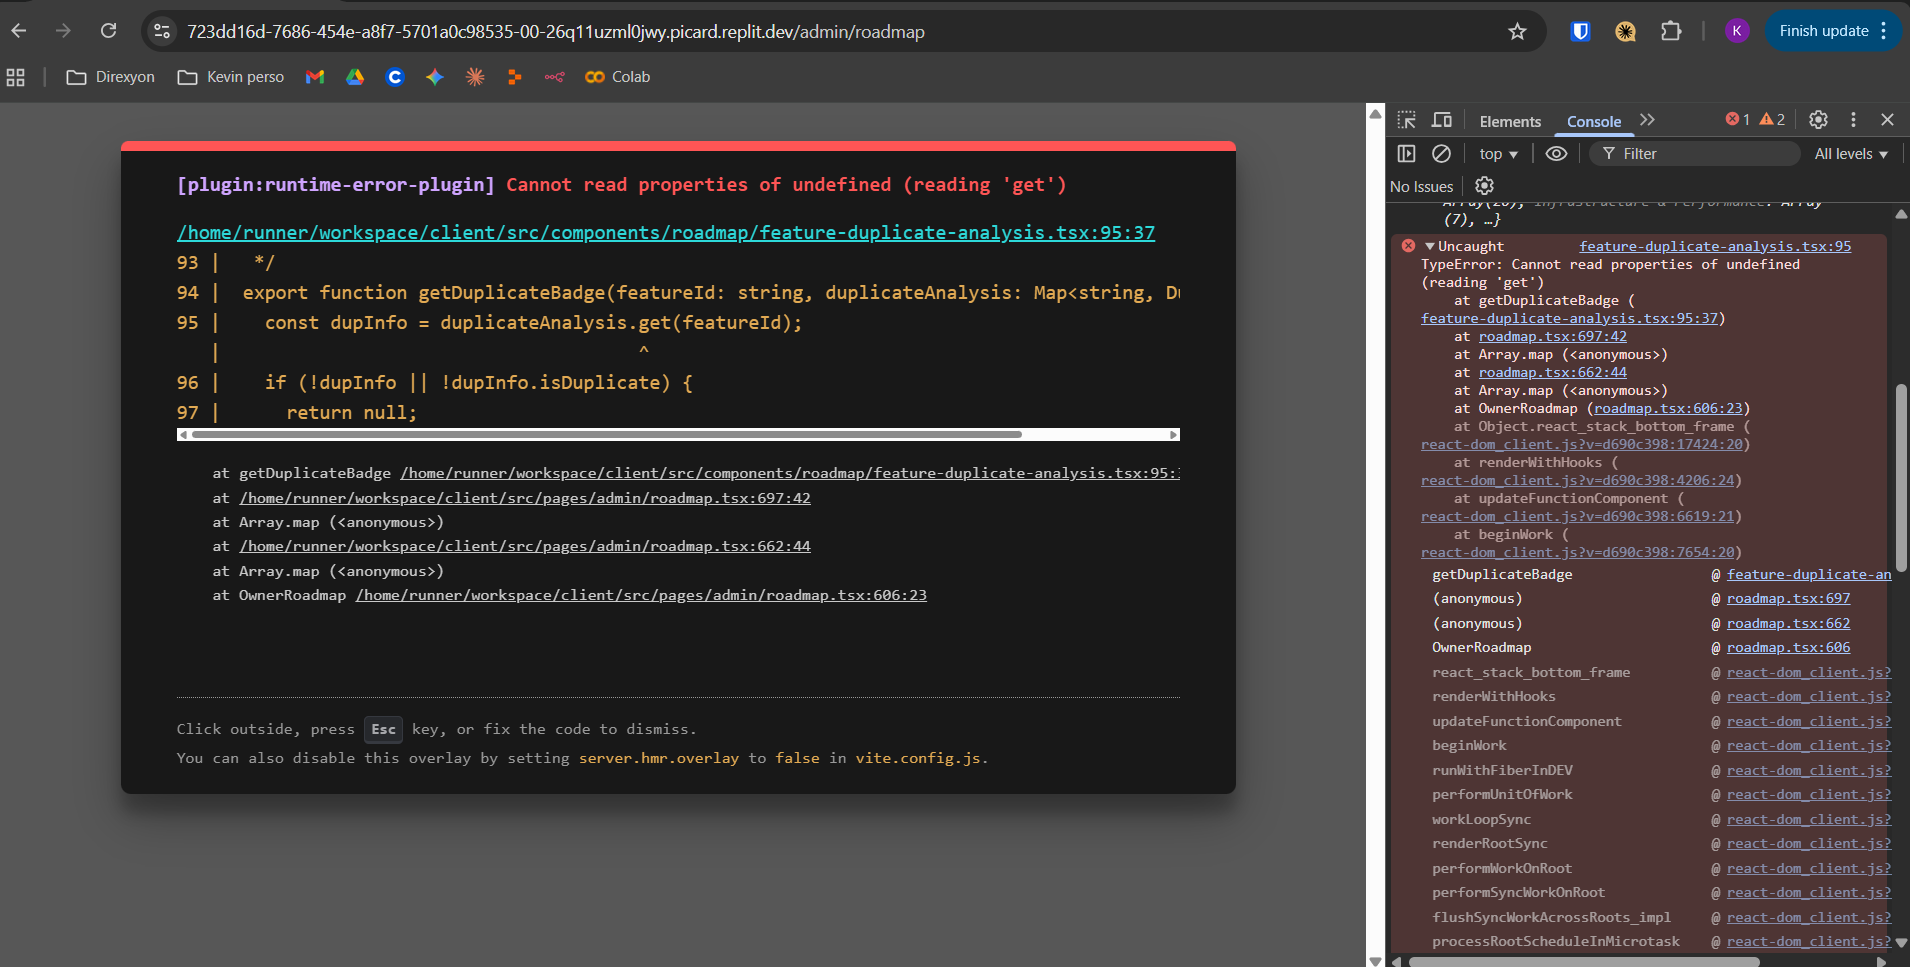 723dd16d-7686-454e-a8f7-5701a0c98535-00-26q11uzml0jwy.picard.replit.dev/admin/roadmap
K
Finish update
Direxyon
Kevin perso
Colab
[plugin:runtime-error-plugin] Cannot read properties of undefined (reading 'get')
/home/runner/workspace/client/src/components/roadmap/feature-duplicate-analysis.tsx:95:37
93 |   */
94 |  export function getDuplicateBadge(featureId: string, duplicateAnalysis: Map<string, Du
95 |    const dupInfo = duplicateAnalysis.get(featureId);
|                                       ^
96 |    if (!dupInfo || !dupInfo.isDuplicate) {
97 |      return null;
at getDuplicateBadge /home/runner/workspace/client/src/components/roadmap/feature-duplicate-analysis.tsx:95:
at /home/runner/workspace/client/src/pages/admin/roadmap.tsx:697:42
at Array.map (<anonymous>)
at /home/runner/workspace/client/src/pages/admin/roadmap.tsx:662:44
at Array.map (<anonymous>)
at OwnerRoadmap /home/runner/workspace/client/src/pages/admin/roadmap.tsx:606:23
Click outside, press Esc key, or fix the code to dismiss.
You can also disable this overlay by setting server.hmr.overlay to false in vite.config.js.
Elements
Console
1
2
top
Filter
All levels
No Issues
Array(20), Infrastructure & Performance: Array
(7), …}
Uncaught feature-duplicate-analysis.tsx:95
TypeError: Cannot read properties of undefined
(reading 'get')
at getDuplicateBadge (
feature-duplicate-analysis.tsx:95:37)
at roadmap.tsx:697:42
at Array.map (<anonymous>)
at roadmap.tsx:662:44
at Array.map (<anonymous>)
at OwnerRoadmap (roadmap.tsx:606:23)
at Object.react_stack_bottom_frame (
react-dom_client.js?v=d690c398:17424:20)
at renderWithHooks (
react-dom_client.js?v=d690c398:4206:24)
at updateFunctionComponent (
react-dom_client.js?v=d690c398:6619:21)
at beginWork (
react-dom_client.js?v=d690c398:7654:20)
getDuplicateBadge @ feature-duplicate-an
(anonymous) @ roadmap.tsx:697
(anonymous) @ roadmap.tsx:662
OwnerRoadmap @ roadmap.tsx:606
react_stack_bottom_frame @ react-dom_client.js?
renderWithHooks @ react-dom_client.js?
updateFunctionComponent @ react-dom_client.js?
beginWork @ react-dom_client.js?
runWithFiberInDEV @ react-dom_client.js?
performUnitOfWork @ react-dom_client.js?
workLoopSync @ react-dom_client.js?
renderRootSync @ react-dom_client.js?
performWorkOnRoot @ react-dom_client.js?
performSyncWorkOnRoot @ react-dom_client.js?
flushSyncWorkAcrossRoots_impl @ react-dom_client.js?
processRootScheduleInMicrotask @ react-dom_client.js?